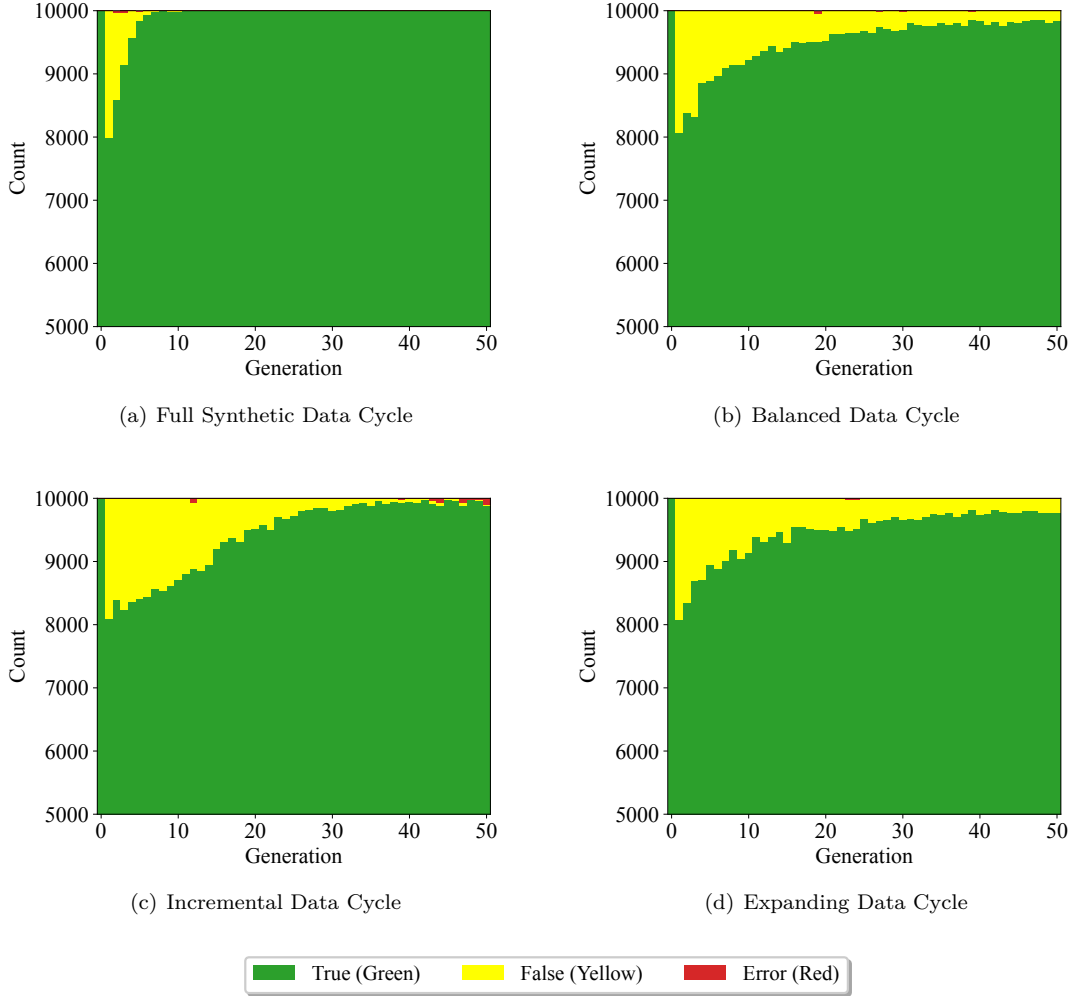 10000
9000
8000
7000
6000
5000
Count
0 10 20 30 40 50
Generation
(a) Full Synthetic Data Cycle
10000
9000
8000
7000
6000
5000
Count
0 10 20 30 40 50
Generation
(b) Balanced Data Cycle
10000
9000
8000
7000
6000
5000
Count
0 10 20 30 40 50
Generation
(c) Incremental Data Cycle
10000
9000
8000
7000
6000
5000
Count
0 10 20 30 40 50
Generation
(d) Expanding Data Cycle
True (Green) False (Yellow) Error (Red)